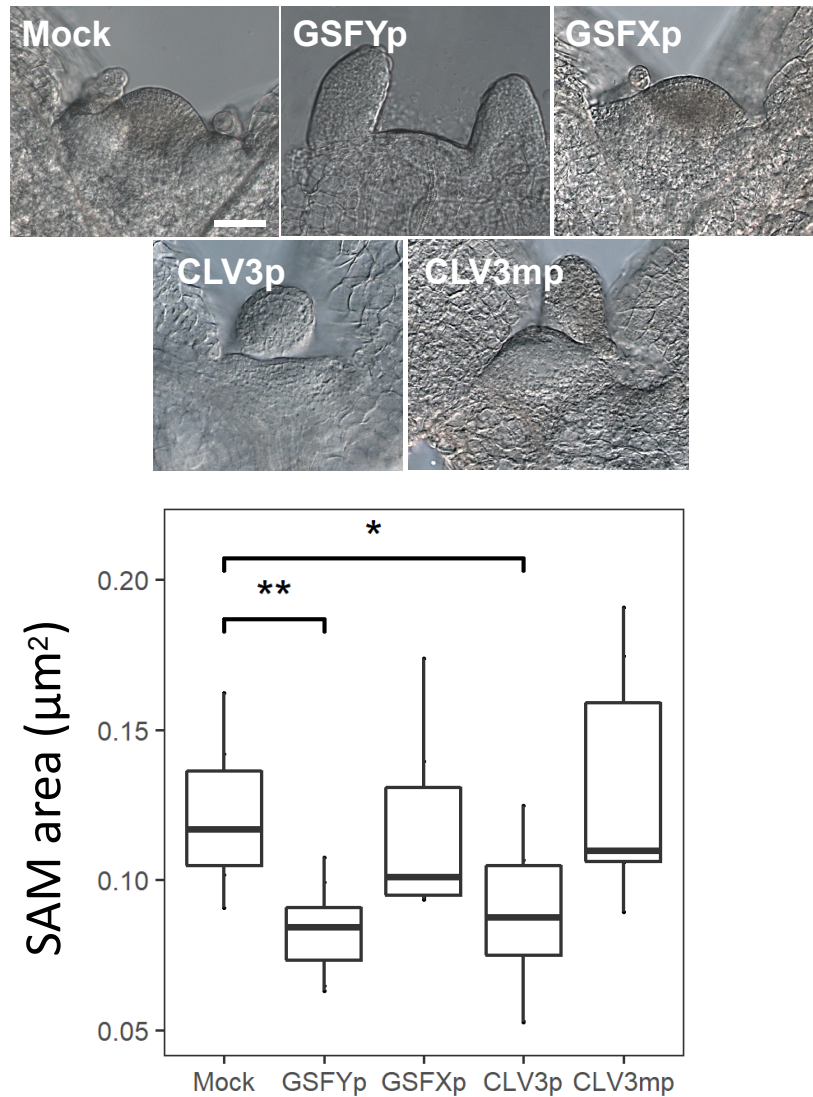 Mock GSFYp GSFXp
CLV3p CLV3mp
*
**
SAM area (µm²)
0.20
0.15
0.10
0.05
Mock GSFYp GSFXp CLV3p CLV3mp